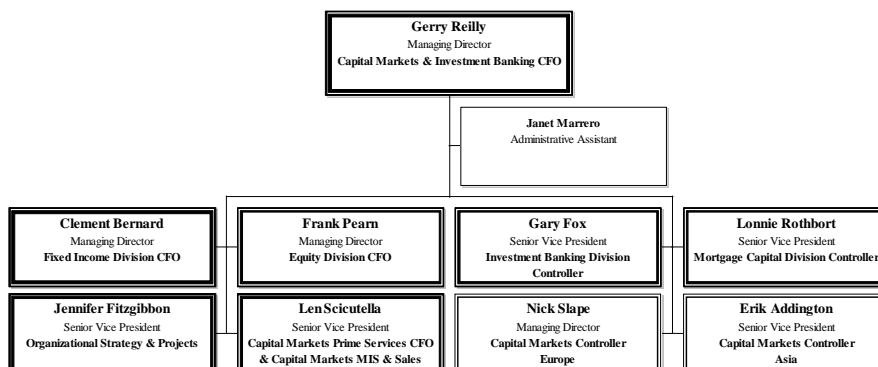 Gerry Reilly
Managing Director
Capital Markets & Investment Banking CFO
Janet Marrero
Administrative Assistant
Clement Bernard
Managing Director
Fixed Income Division CFO
Frank Pearn
Managing Director
Equity Division CFO
Gary Fox
Senior Vice President
Investment Banking Division
Controller
Lonnie Rothbort
Senior Vice President
Mortgage Capital Division Controller
Jennifer Fitzgibbon
Senior Vice President
Organizational Strategy & Projects
Len Scicutella
Senior Vice President
Capital Markets Prime Services CFO
& Capital Markets MIS & Sales
Nick Slape
Managing Director
Capital Markets Controller
Europe
Erik Addington
Senior Vice President
Capital Markets Controller
Asia